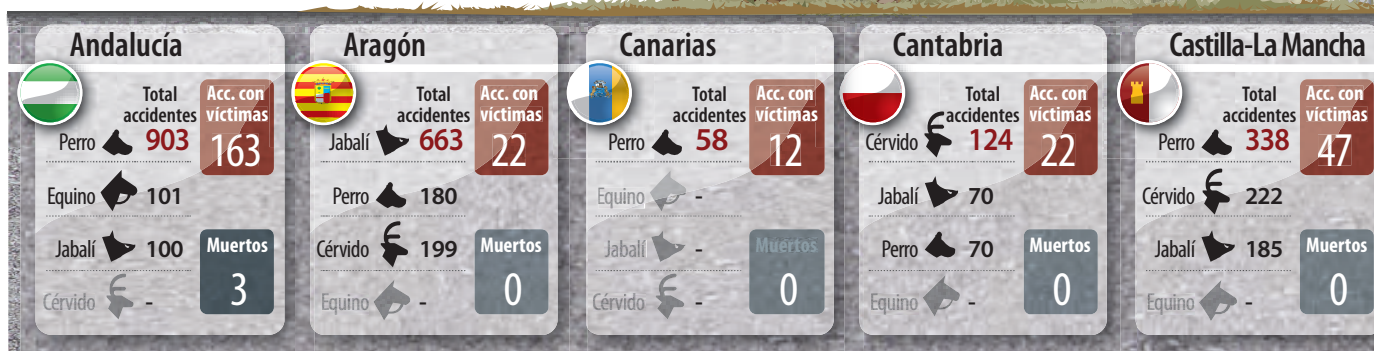 Andalucía
Total accidentes
Acc. con víctimas
Perro 903
163
Equino 101
Jabalí 100
Muertos
Cérvido -
3
Aragón
Total accidentes
Acc. con víctimas
Jabalí 663
22
Perro 180
Cérvido 199
Muertos
Equino -
0
Canarias
Total accidentes
Acc. con víctimas
Perro 58
12
Equino -
Jabalí -
Muertos
Cérvido -
0
Cantabria
Total accidentes
Acc. con víctimas
Cérvido 124
22
Jabalí 70
Perro 70
Muertos
Equino -
0
Castilla-La Mancha
Total accidentes
Acc. con víctimas
Perro 338
47
Cérvido 222
Jabalí 185
Muertos
Equino -
0